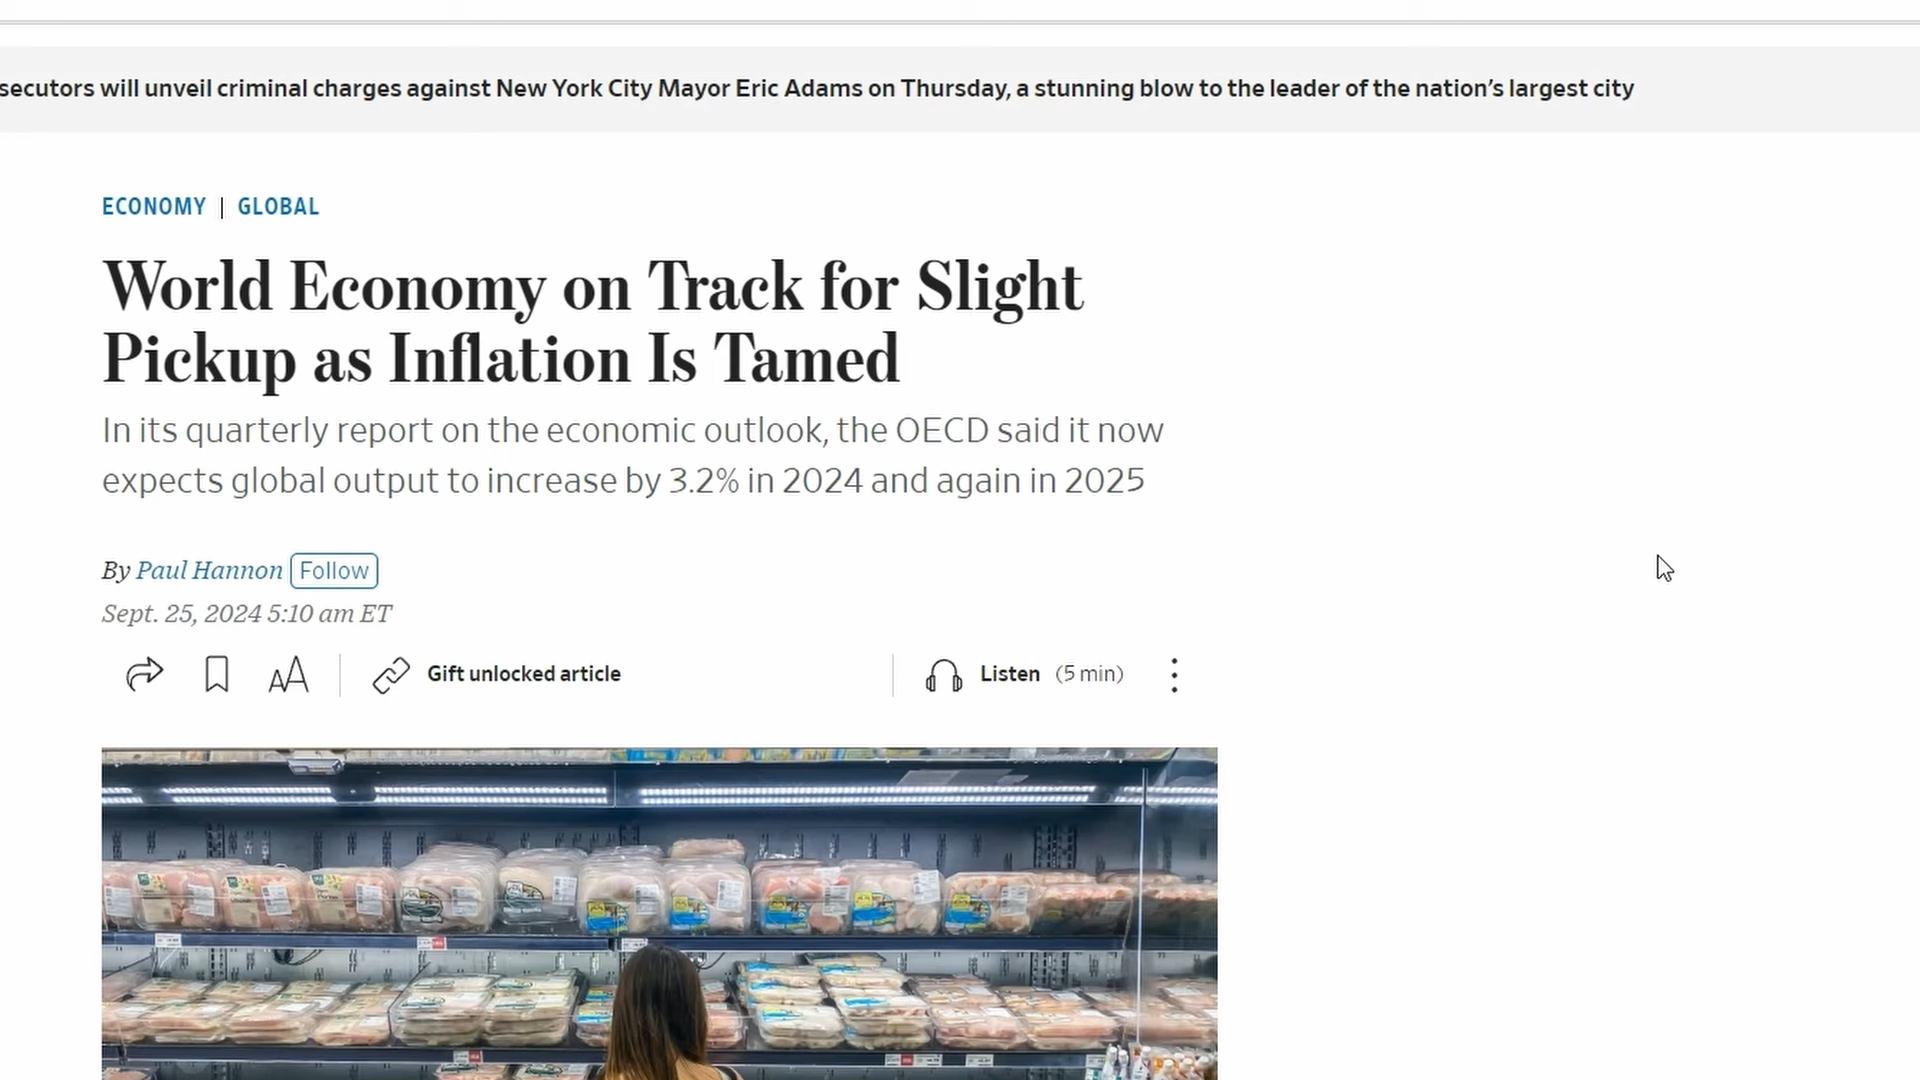 secutors will unveil criminal charges against New York City Mayor Eric Adams on Thursday, a stunning blow to the leader of the nation’s largest city
ECONOMY | GLOBAL
World Economy on Track for Slight
Pickup as Inflation Is Tamed
In its quarterly report on the economic outlook, the OECD said it now
expects global output to increase by 3.2% in 2024 and again in 2025
By Paul Hannon Follow
Sept. 25, 2024 5:10 am ET
AA Gift unlocked article Listen (5 min)